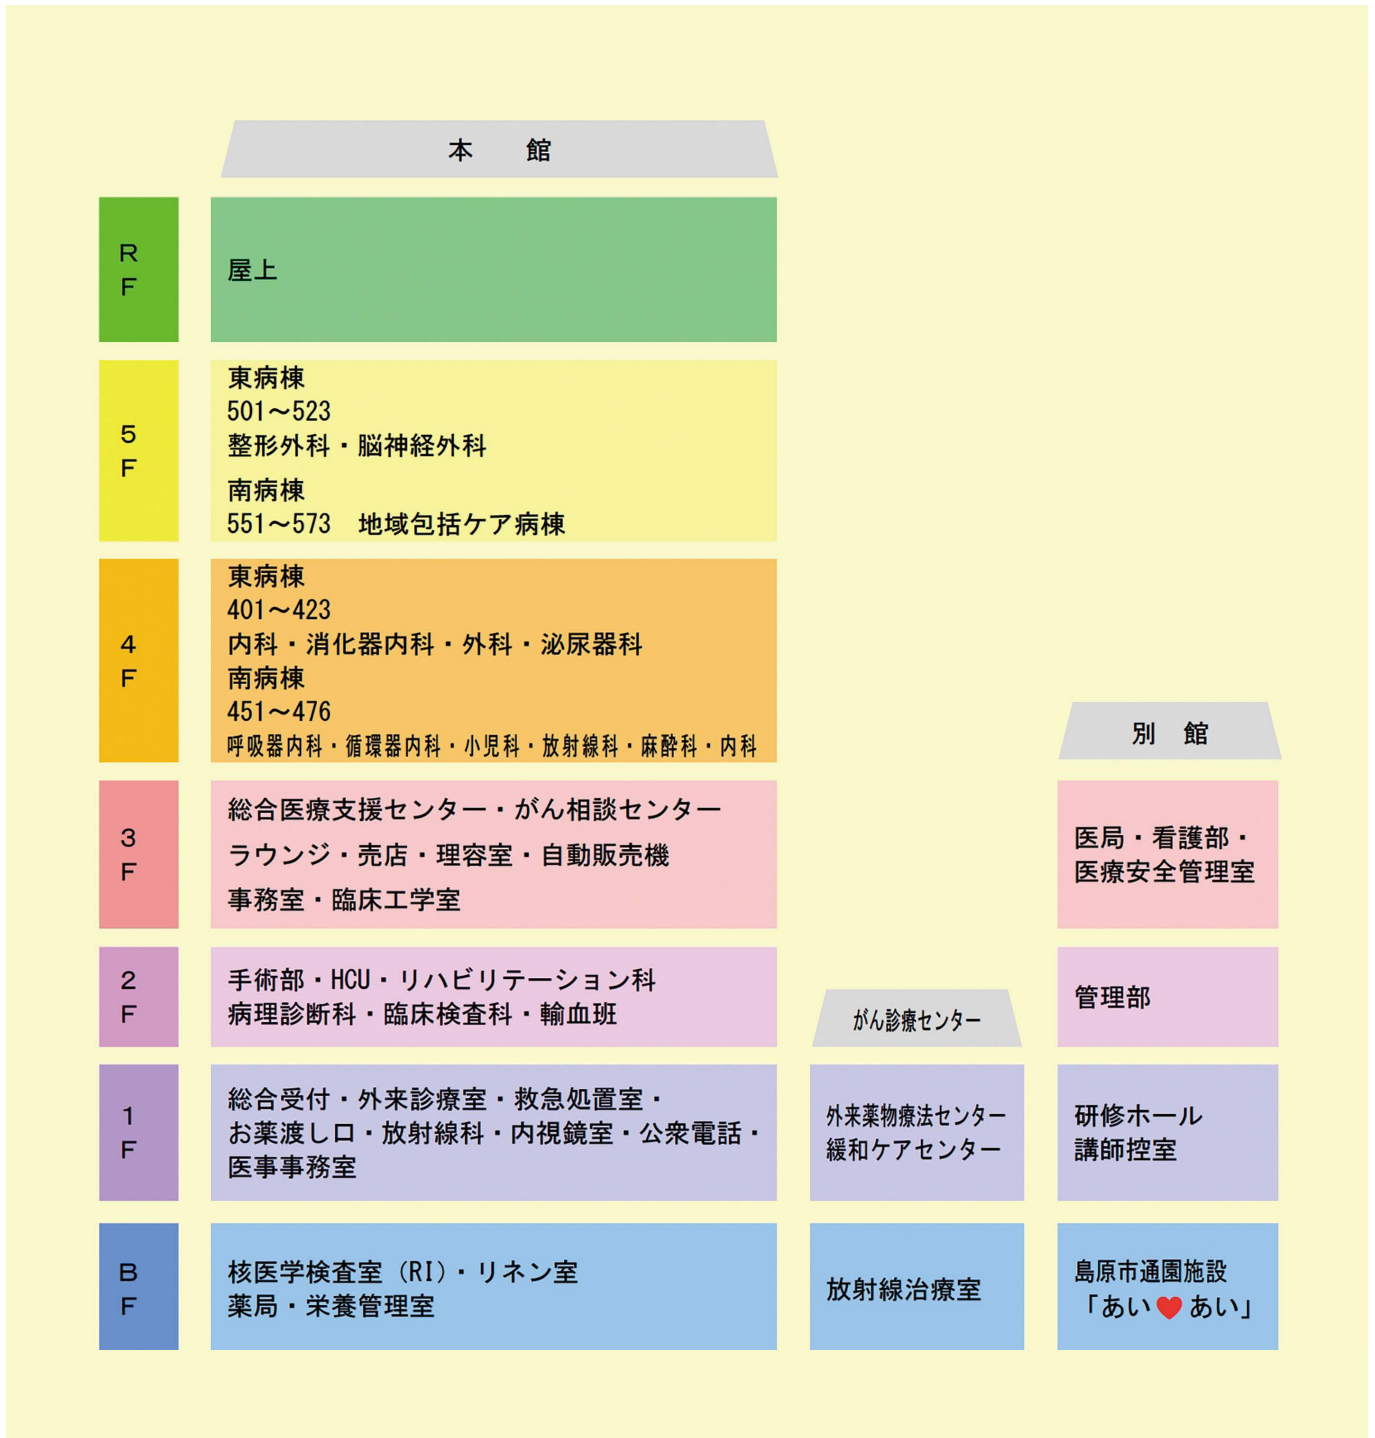 本　館
RF
屋上
5F
東病棟
501～523
整形外科・脳神経外科
南病棟
551～573　地域包括ケア病棟
4F
東病棟
401～423
内科・消化器内科・外科・泌尿器科
南病棟
451～476
呼吸器内科・循環器内科・小児科・放射線科・麻酔科・内科
別　館
3F
総合医療支援センター・がん相談センター
ラウンジ・売店・理容室・自動販売機
事務室・臨床工学室
医局・看護部・
医療安全管理室
2F
手術部・HCU・リハビリテーション科
病理診断科・臨床検査科・輸血班
がん診療センター
管理部
1F
総合受付・外来診療室・救急処置室・
お薬渡し口・放射線科・内視鏡室・公衆電話・
医事事務室
外来薬物療法センター
緩和ケアセンター
研修ホール
講師控室
BF
核医学検査室（RI）・リネン室
薬局・栄養管理室
放射線治療室
島原市通園施設
「あい♥あい」